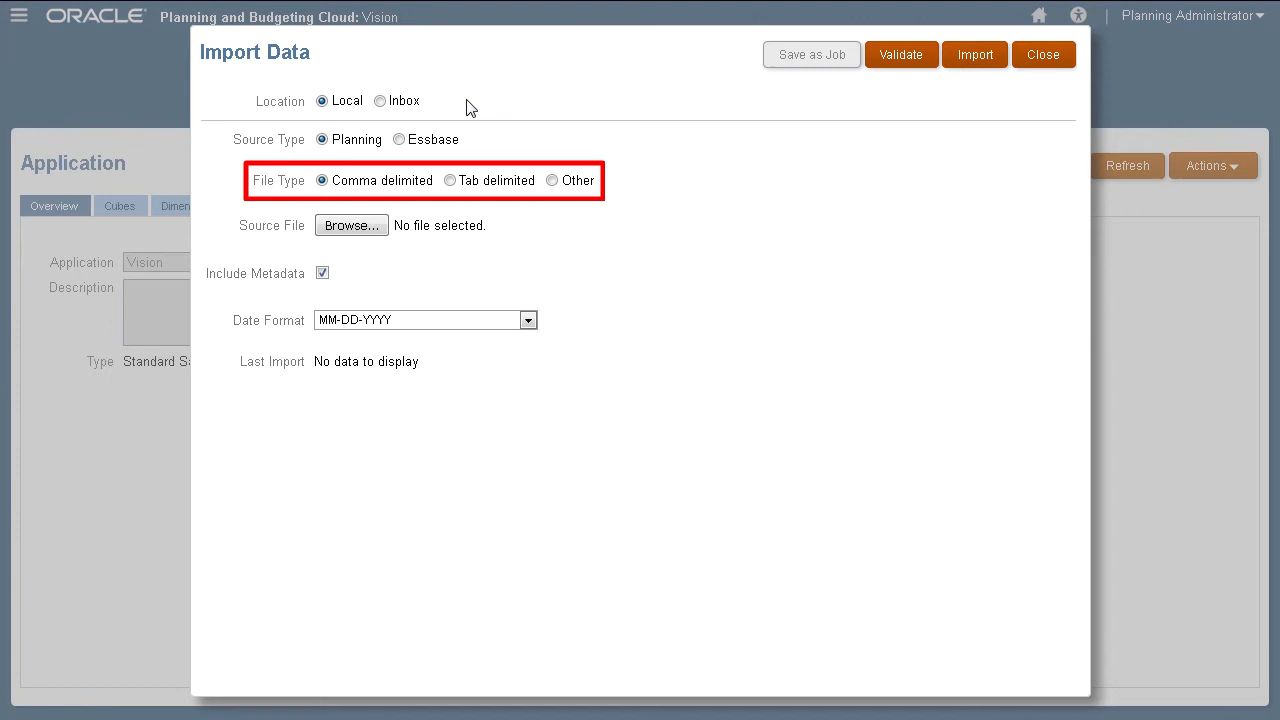 ORACLE® Planning and Budgeting Cloud: Vision Planning Administrator
Import Data Save as Job Validate Import Close
Location Local Inbox
Source Type Planning Essbase
Application Refresh Actions
File Type Comma delimited Tab delimited Other
Overview Cubes Dimen
Source File Browse... No file selected.
Application Vision
Include Metadata
Description
Date Format MM-DD-YYYY
Type Standard Sa
Last Import No data to display